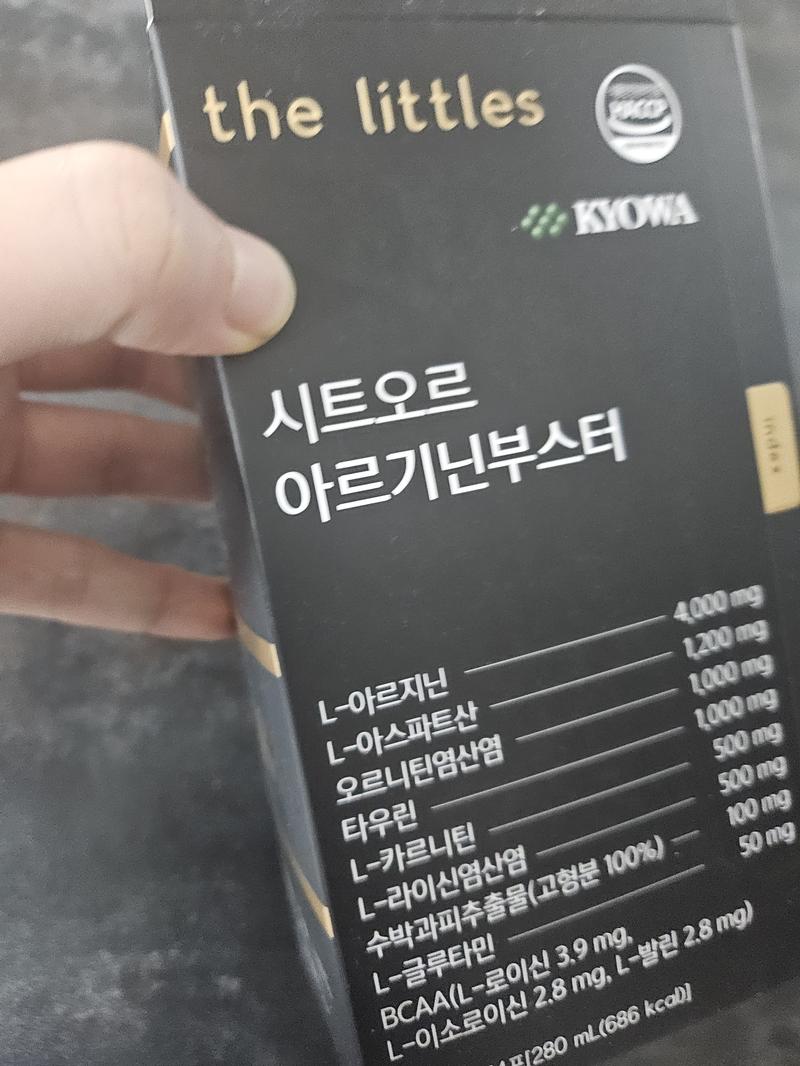 the littles
HACCP
KYOWA
시트오르
아르기닌부스터
index
L-아르지닌 4,000 mg
L-아스파트산 1,200 mg
오르니틴염산염 1,000 mg
타우린 1,000 mg
L-카르니틴 500 mg
L-라이신염산염 500 mg
수박과피추출물(고형분 100%) 100 mg
L-글루타민 50 mg
BCAA(L-로이신 3.9 mg,
L-이소로이신 2.8 mg, L-발린 2.8 mg)
280 mL(686 kcal)]